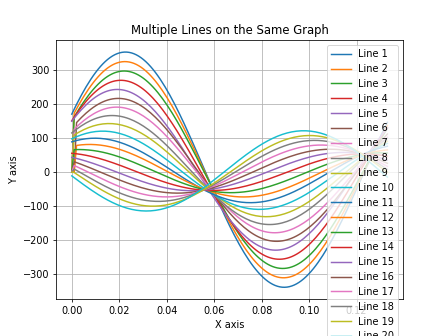 Multiple Lines on the Same Graph
Y axis
300
200
100
0
−100
−200
−300
0.00
0.02
0.04
0.06
0.08
0.10
X axis
Line 1
Line 2
Line 3
Line 4
Line 5
Line 6
Line 7
Line 8
Line 9
Line 10
Line 11
Line 12
Line 13
Line 14
Line 15
Line 16
Line 17
Line 18
Line 19
Line 20